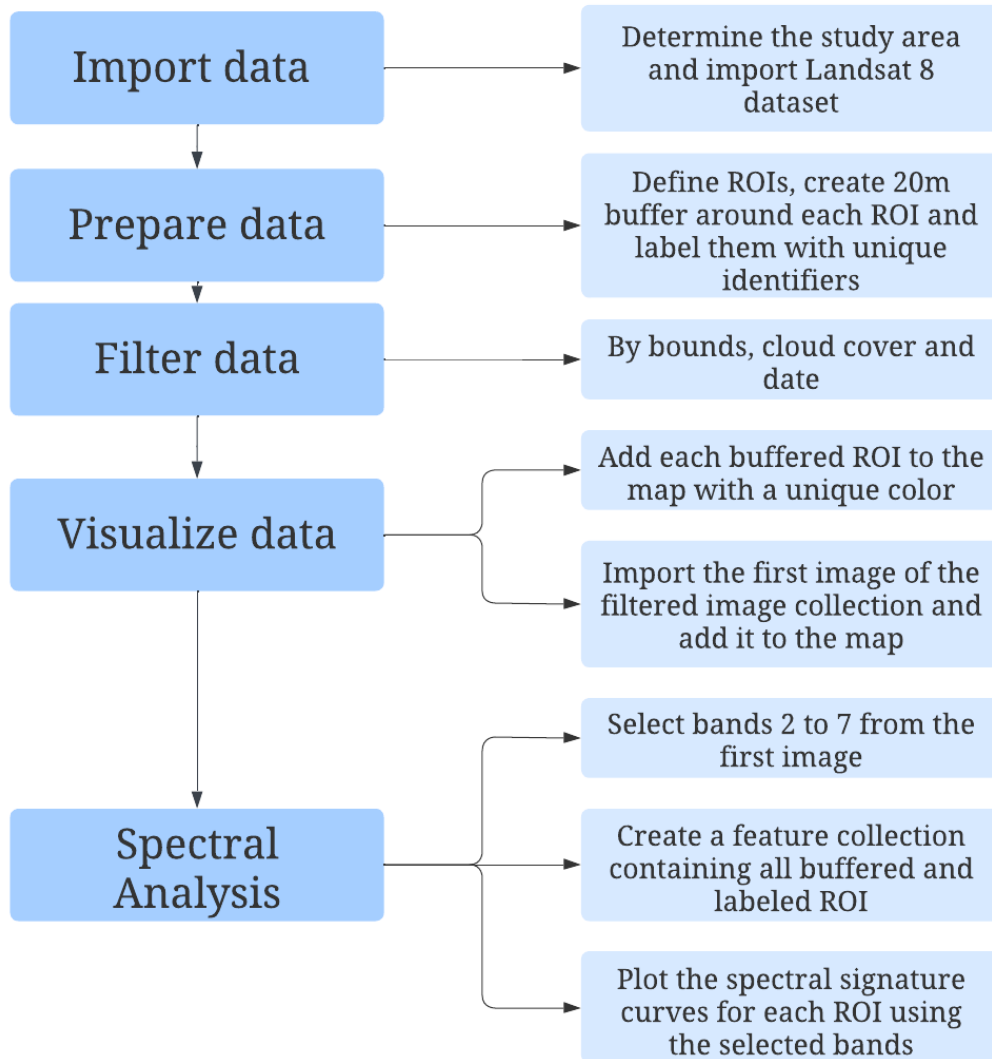 Import data
Determine the study area
and import Landsat 8
dataset
Prepare data
Define ROIs, create 20m
buffer around each ROI and
label them with unique
identifiers
Filter data
By bounds, cloud cover and
date
Visualize data
Add each buffered ROI to the
map with a unique color
Import the first image of the
filtered image collection and
add it to the map
Spectral
Analysis
Select bands 2 to 7 from the
first image
Create a feature collection
containing all buffered and
labeled ROI
Plot the spectral signature
curves for each ROI using
the selected bands